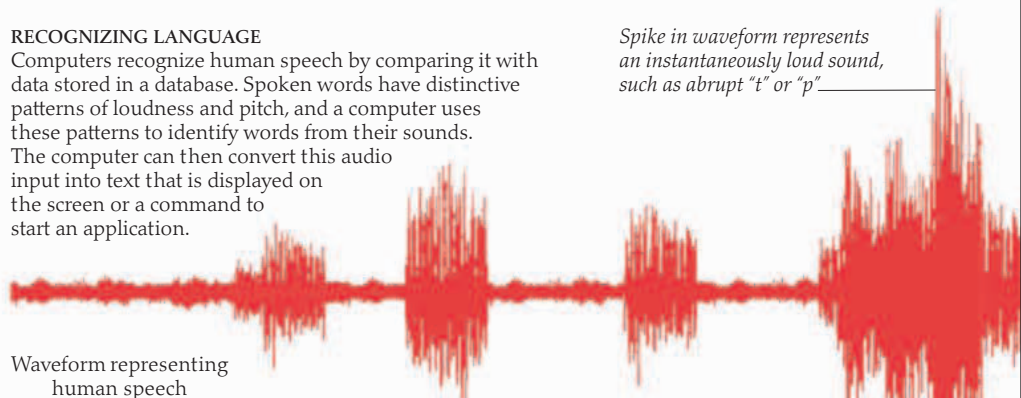 RECOGNIZING LANGUAGE
Computers recognize human speech by comparing it with
data stored in a database. Spoken words have distinctive
patterns of loudness and pitch, and a computer uses
these patterns to identify words from their sounds.
The computer can then convert this audio
input into text that is displayed on
the screen or a command to
start an application.
Spike in waveform represents
an instantaneously loud sound,
such as abrupt “t” or “p”
Waveform representing
human speech